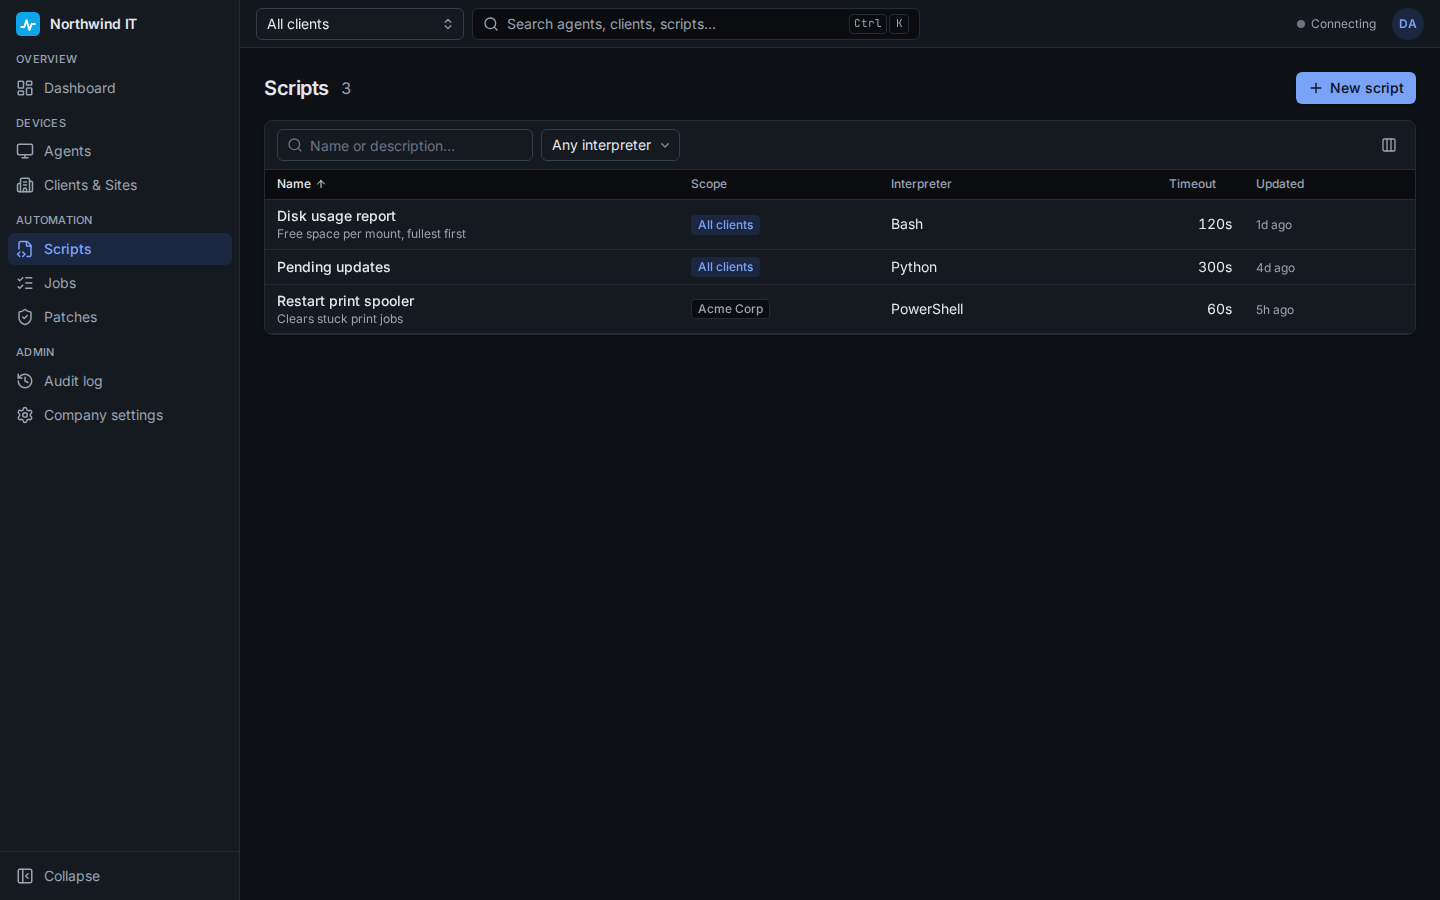 Northwind IT
All clients
Search agents, clients, scripts...
Ctrl K
Connecting
DA
OVERVIEW
Dashboard
DEVICES
Agents
Clients & Sites
AUTOMATION
Scripts
Jobs
Patches
ADMIN
Audit log
Company settings
Collapse
Scripts 3
New script
Name or description...
Any interpreter
Name Scope Interpreter Timeout Updated
Disk usage report
Free space per mount, fullest first
All clients Bash 120s 1d ago
Pending updates All clients Python 300s 4d ago
Restart print spooler
Clears stuck print jobs
Acme Corp PowerShell 60s 5h ago